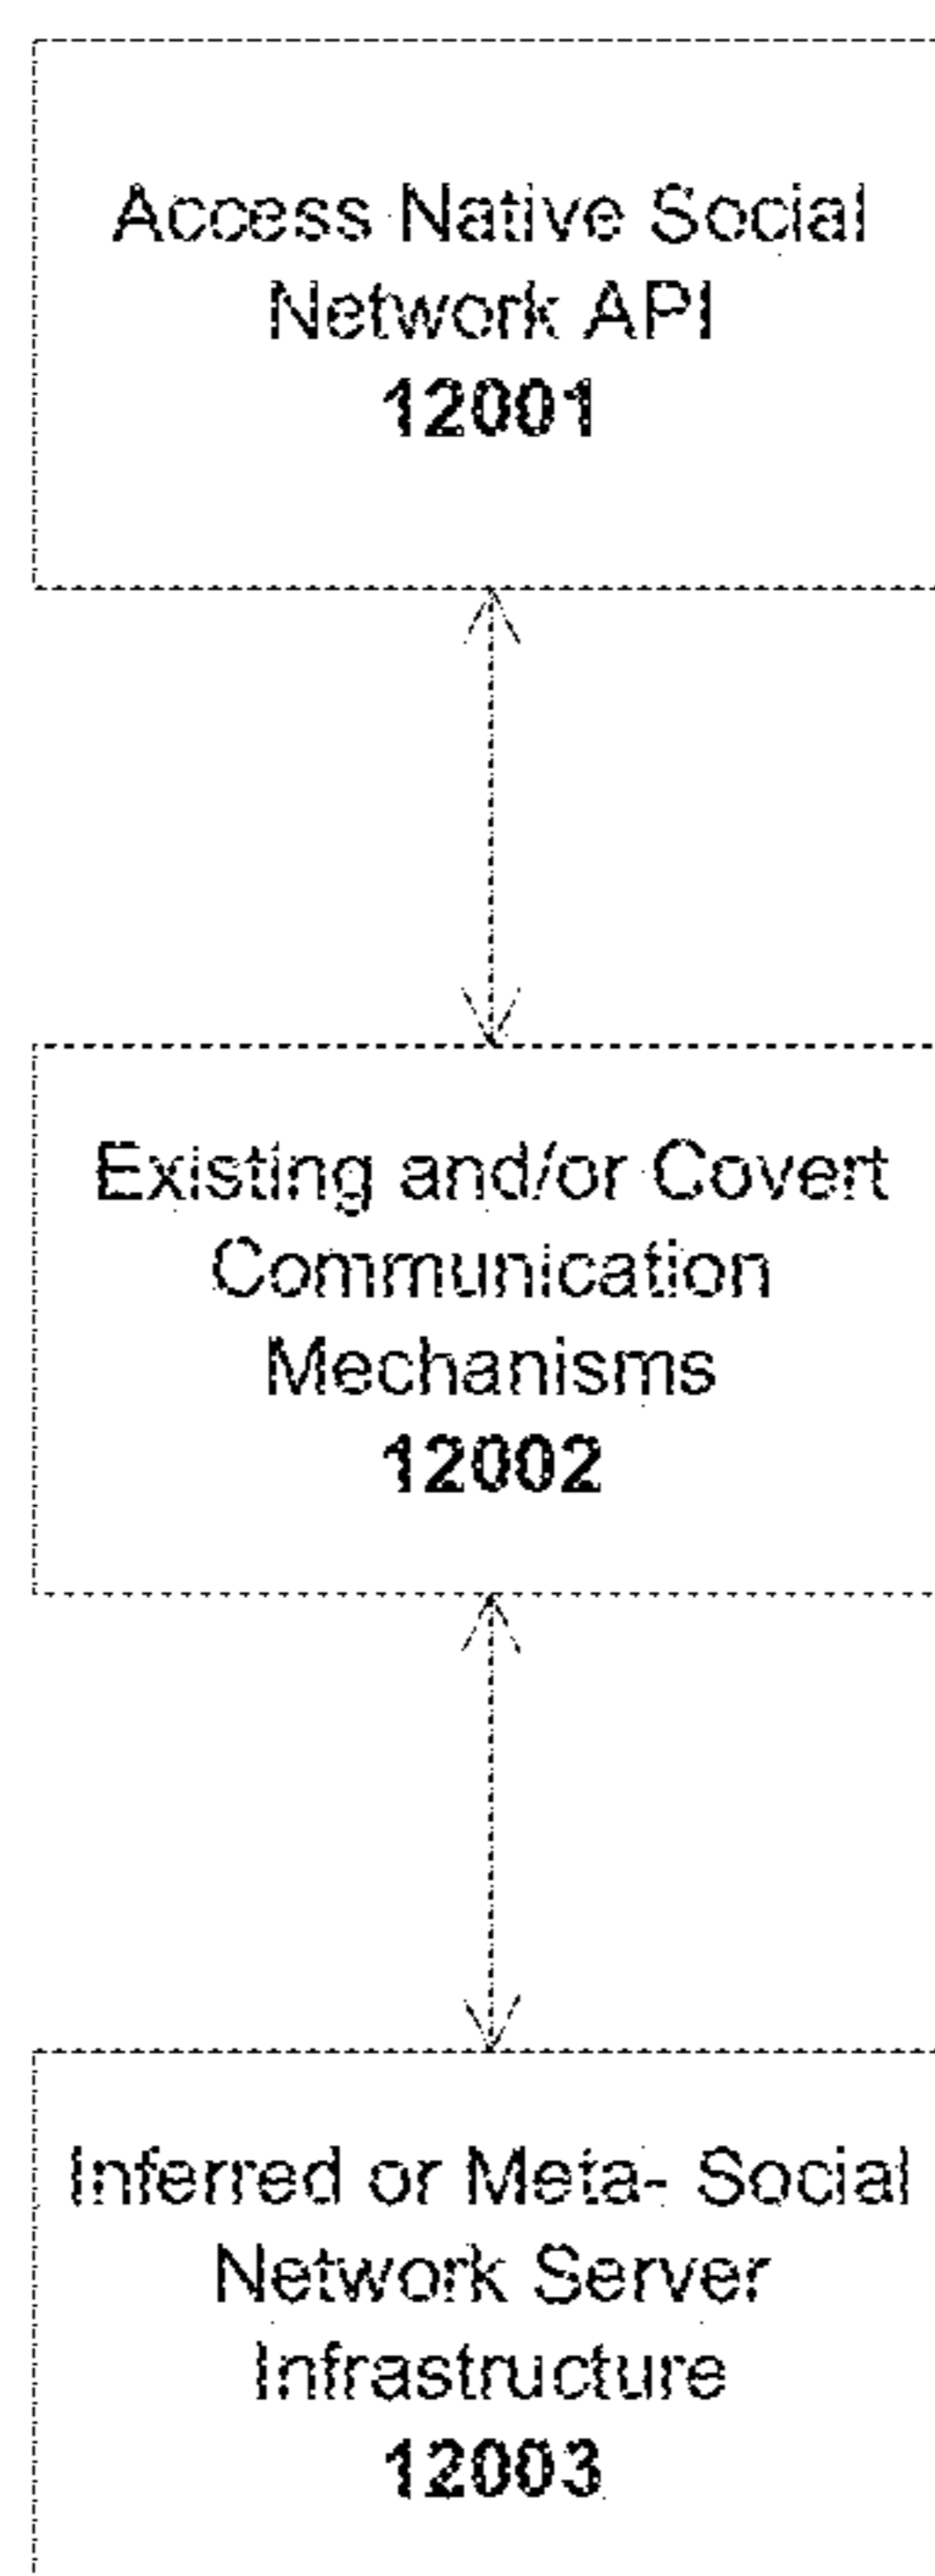 Access Native Social
Network API
12001
Existing and/or Covert
Communication
Mechanisms
12002
Inferred or Meta- Social
Network Server
Infrastructure
12003